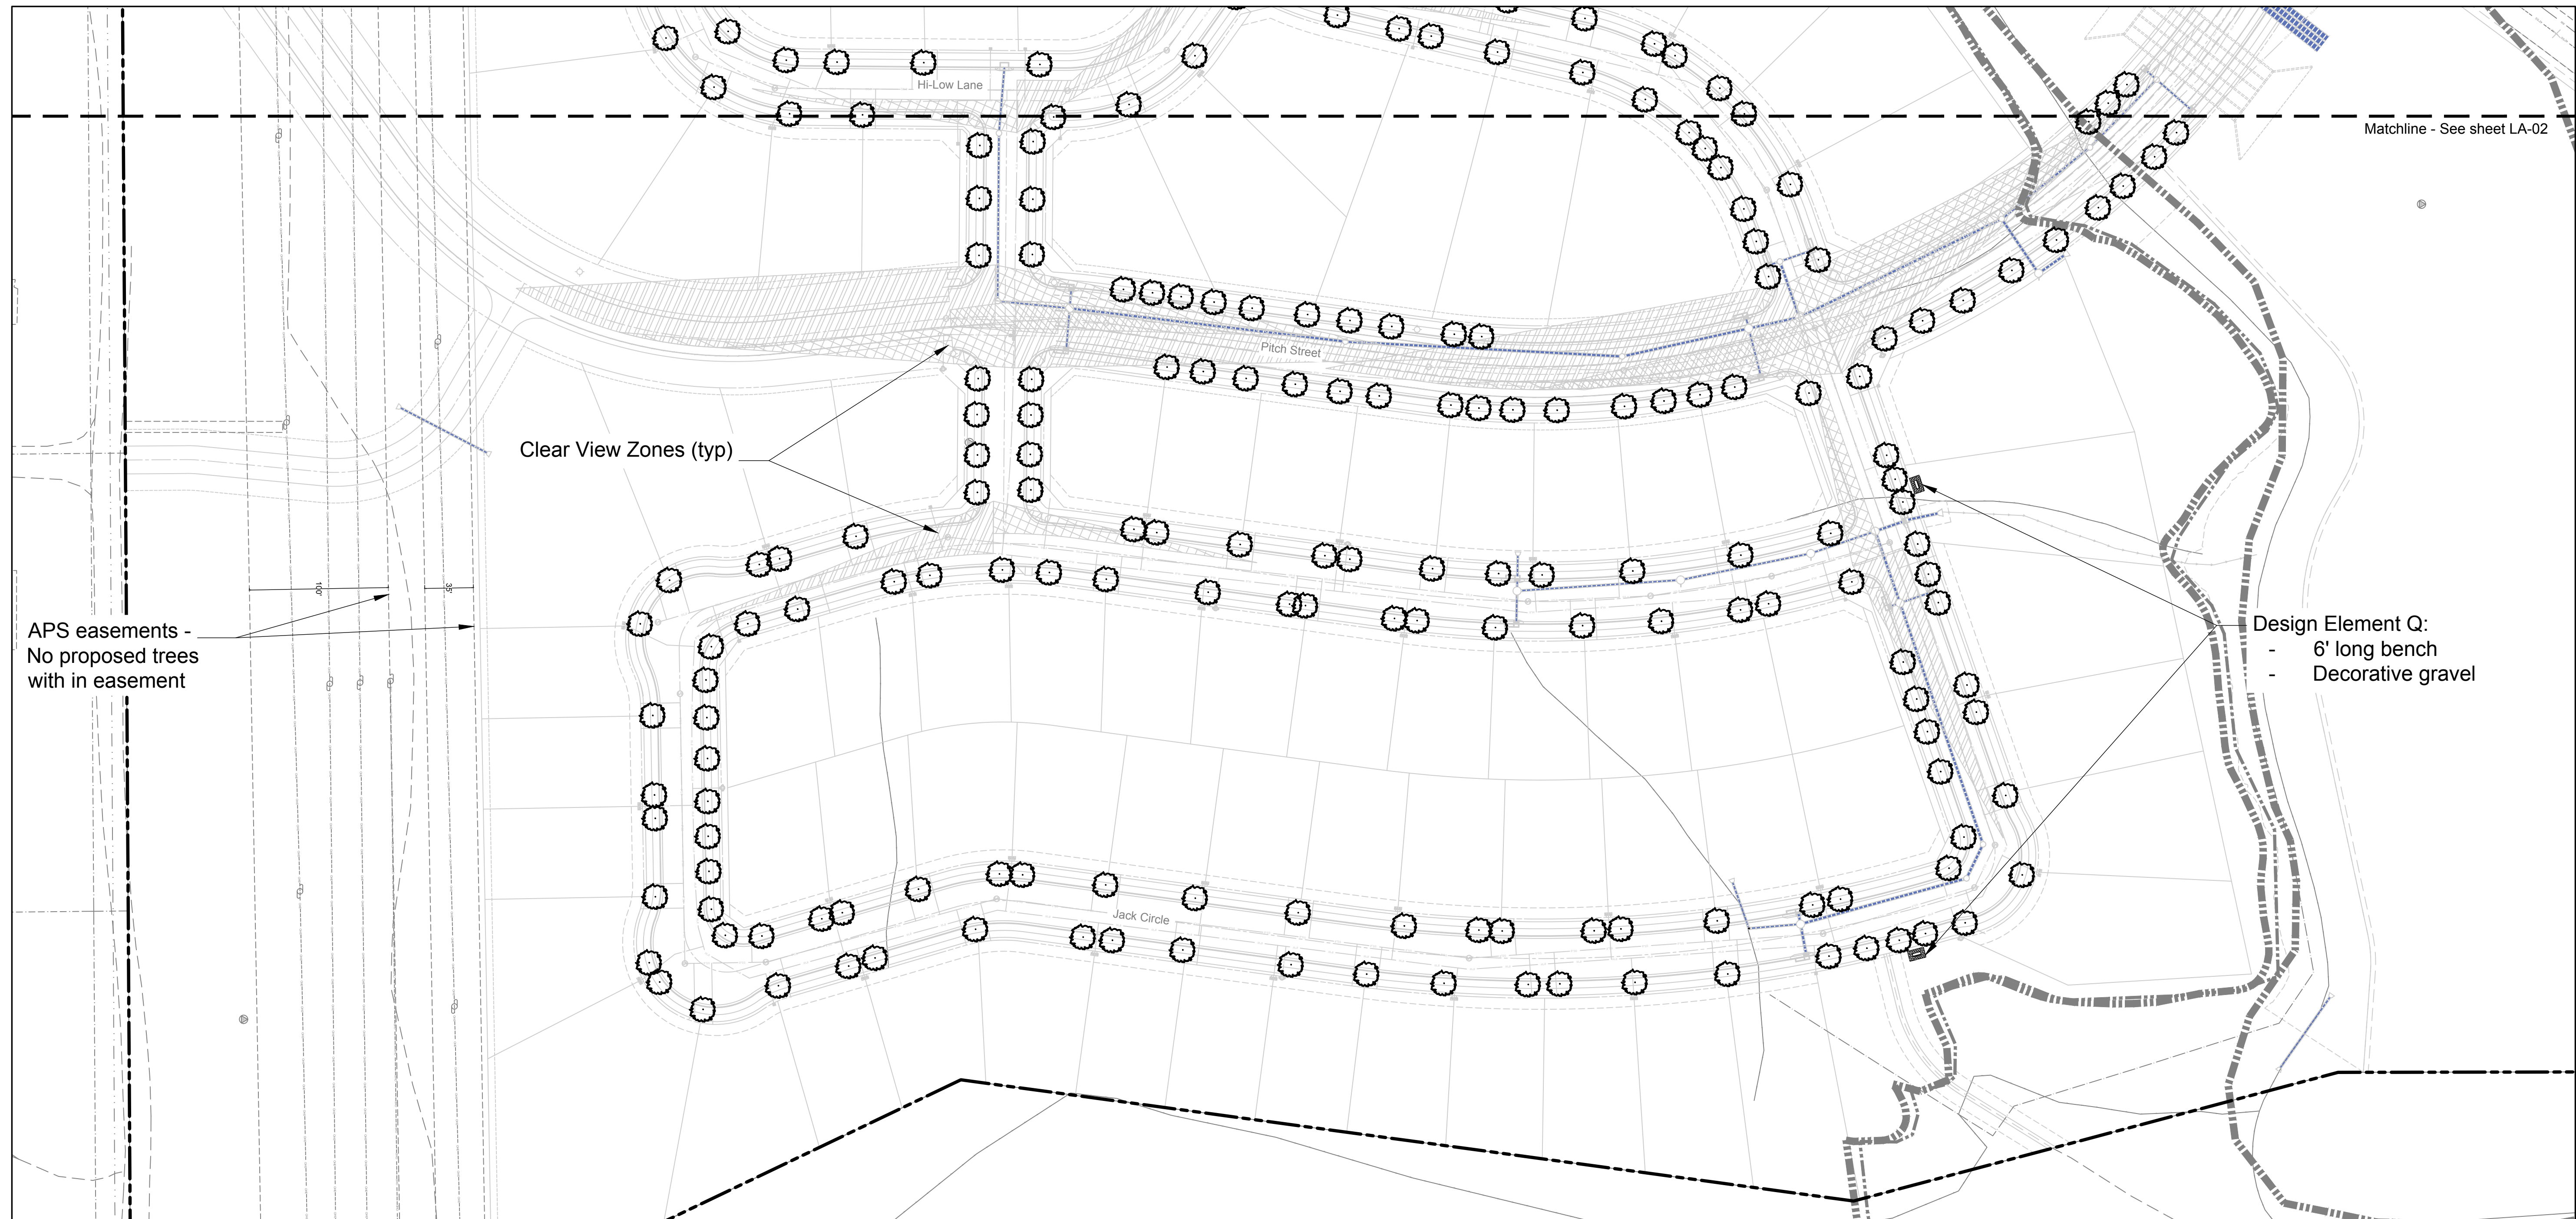 Hi-Low Lane
Matchline - See sheet LA-02
Pitch Street
Clear View Zones (typ)
100'
35'
APS easements -
No proposed trees
with in easement
Design Element Q:
- 6' long bench
- Decorative gravel
Jack Circle